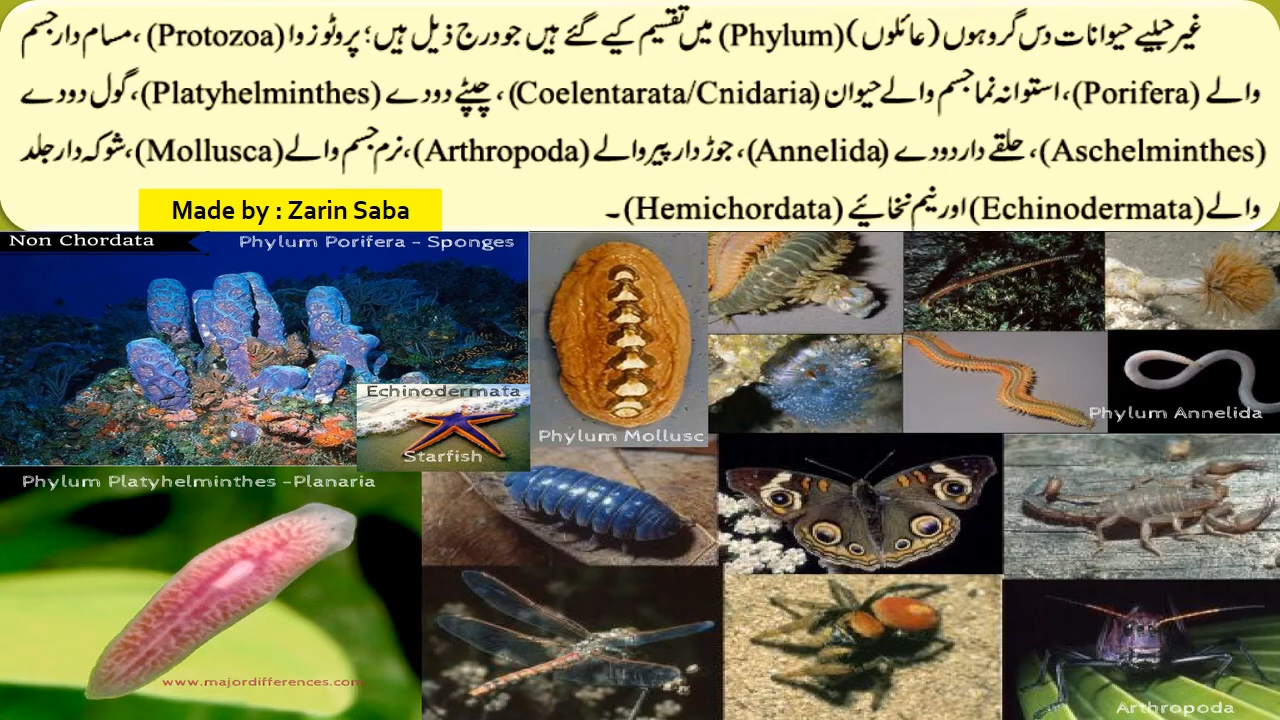 غیر حبلیے حیوانات دس گروہوں (عائلوں) (Phylum) میں تقسیم کیے گئے ہیں جو درج ذیل ہیں؛ پروٹوزوا (Protozoa)، مسام دار جسم
والے (Porifera)، استوانہ نما جسم والے حیوان (Coelentarata/Cnidaria)، چپٹے دودے (Platyhelminthes)، گول دودے
(Aschelminthes)، حلقے دار دودے (Annelida)، جوڑ دار پیر والے (Arthropoda)، نرم جسم والے (Mollusca)، شوکہ دار جلد
والے (Echinodermata) اور نیم نخائیے (Hemichordata)۔
Made by : Zarin Saba
Non Chordata
Phylum Porifera - Sponges
Echinodermata
Starfish
Phylum Mollusc
Phylum Annelida
Phylum Platyhelminthes -Planaria
www.majordifferences.com
Arthropoda